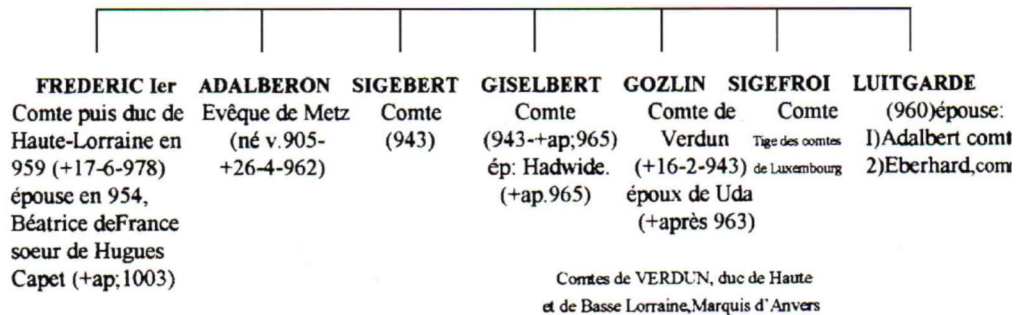 FREDERIC Ier ADALBERON SIGEBERT GISELBERT GOZLIN SIGEFROI LUITGARDE
Comte puis duc de
Haute-Lorraine en
959 (+17-6-978)
épouse en 954,
Béatrice deFrance
soeur de Hugues
Capet (+ap;1003)
Evêque de Metz
(né v.905-
+26-4-962)
Comte
(943)
Comte
(943-+ap;965)
ép: Hadwide.
(+ap.965)
Comte de
Verdun
(+16-2-943)
époux de Uda
(+après 963)
Comte
Tige des comtes
de Luxembourg
(960)épouse:
1)Adalbert comt
2)Eberhard,com
Comtes de VERDUN, duc de Haute
et de Basse Lorraine,Marquis d'Anvers